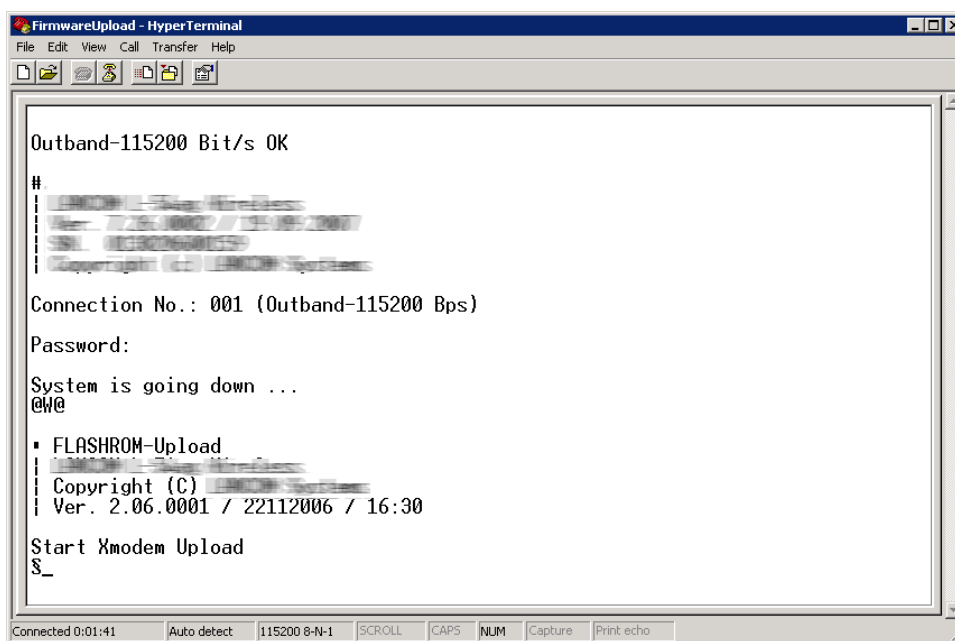 FirmwareUpload - HyperTerminal
File Edit View Call Transfer Help
Outband-115200 Bit/s OK
#
Connection No.: 001 (Outband-115200 Bps)
Password:
System is going down ...
@W@
FLASHROM-Upload
Copyright (C)
Ver. 2.06.0001 / 22112006 / 16:30
Start Xmodem Upload
§_
Connected 0:01:41 Auto detect 115200 8-N-1 SCROLL CAPS NUM Capture Print echo